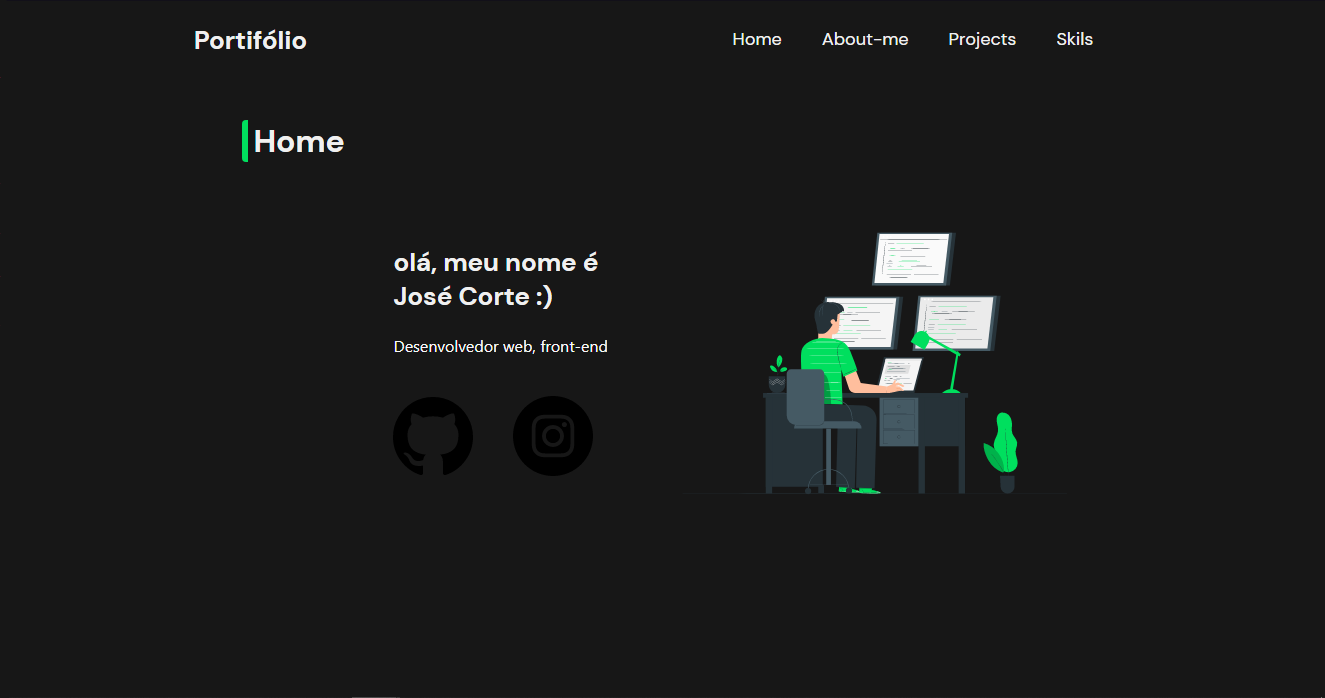 Portifólio
Home About-me Projects Skils
Home
olá, meu nome é
José Corte :)
Desenvolvedor web, front-end